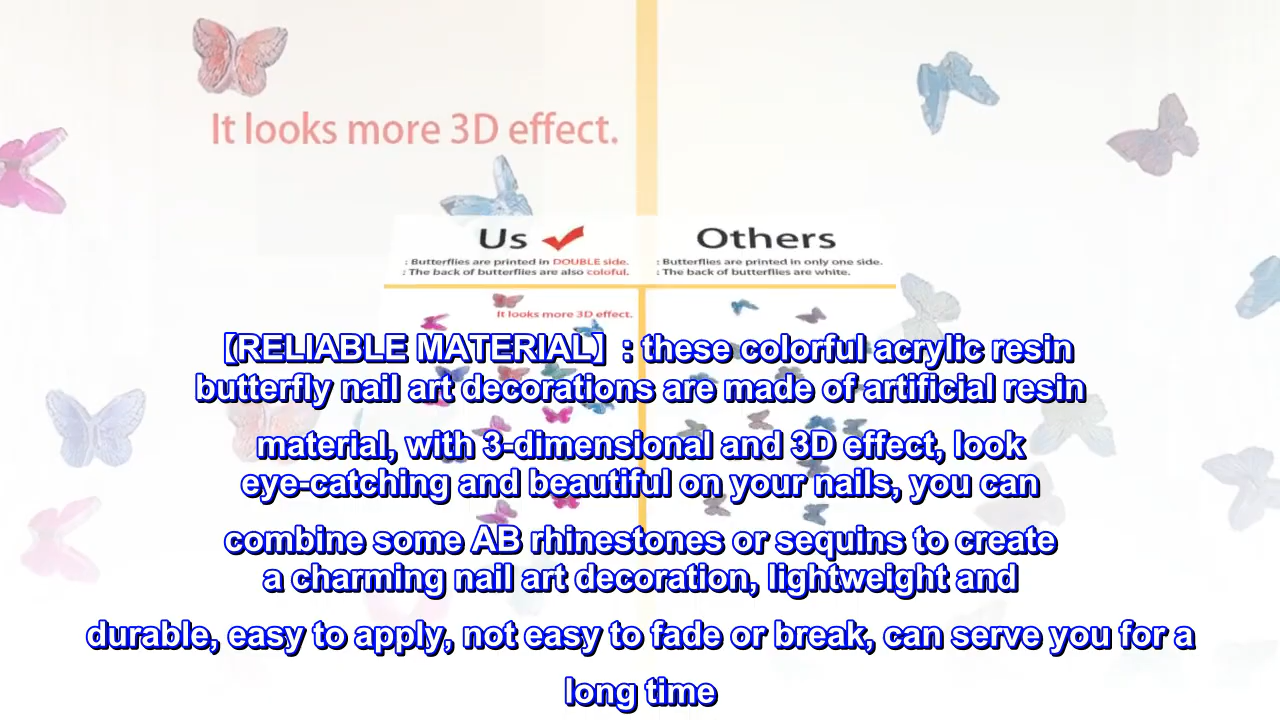 It looks more 3D effect.
Us
Others
: Butterflies are printed in DOUBLE side.
: The back of butterflies are also coloful.
: Butterflies are printed in only one side.
: The back of butterflies are white.
It looks more 3D effect.
【RELIABLE MATERIAL】: these colorful acrylic resin
butterfly nail art decorations are made of artificial resin
material, with 3-dimensional and 3D effect, look
eye-catching and beautiful on your nails, you can
combine some AB rhinestones or sequins to create
a charming nail art decoration, lightweight and
durable, easy to apply, not easy to fade or break, can serve you for a
long time